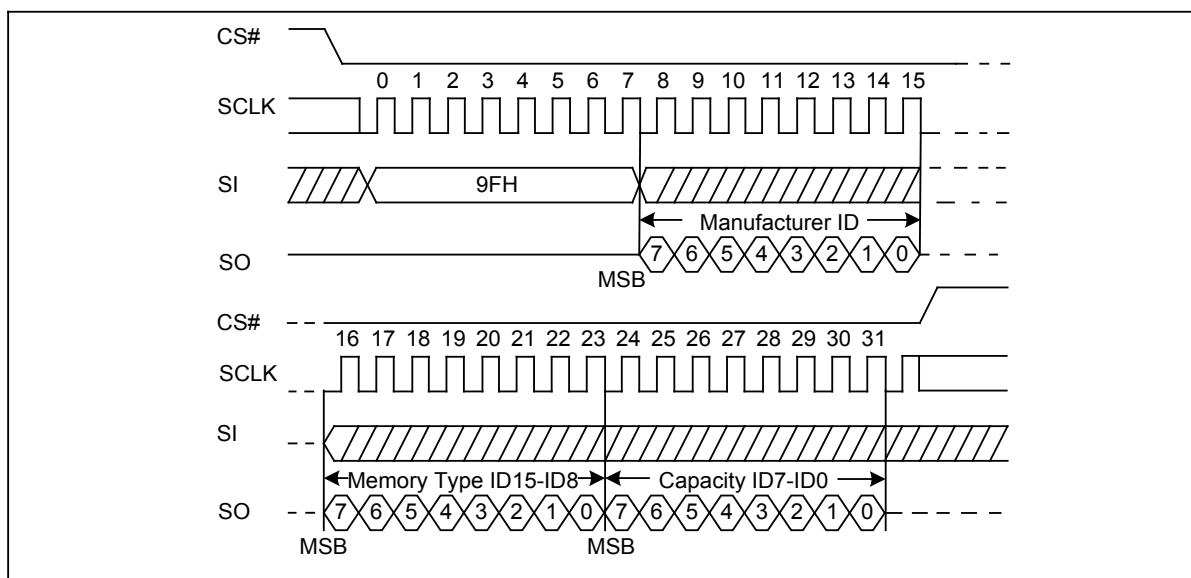 CS#
0 1 2 3 4 5 6 7 8 9 10 11 12 13 14 15
SCLK
SI 9FH
Manufacturer ID
SO 7 6 5 4 3 2 1 0
MSB
CS#
16 17 18 19 20 21 22 23 24 25 26 27 28 29 30 31
SCLK
SI
Memory Type ID15-ID8 Capacity ID7-ID0
SO 7 6 5 4 3 2 1 0 7 6 5 4 3 2 1 0
MSB MSB